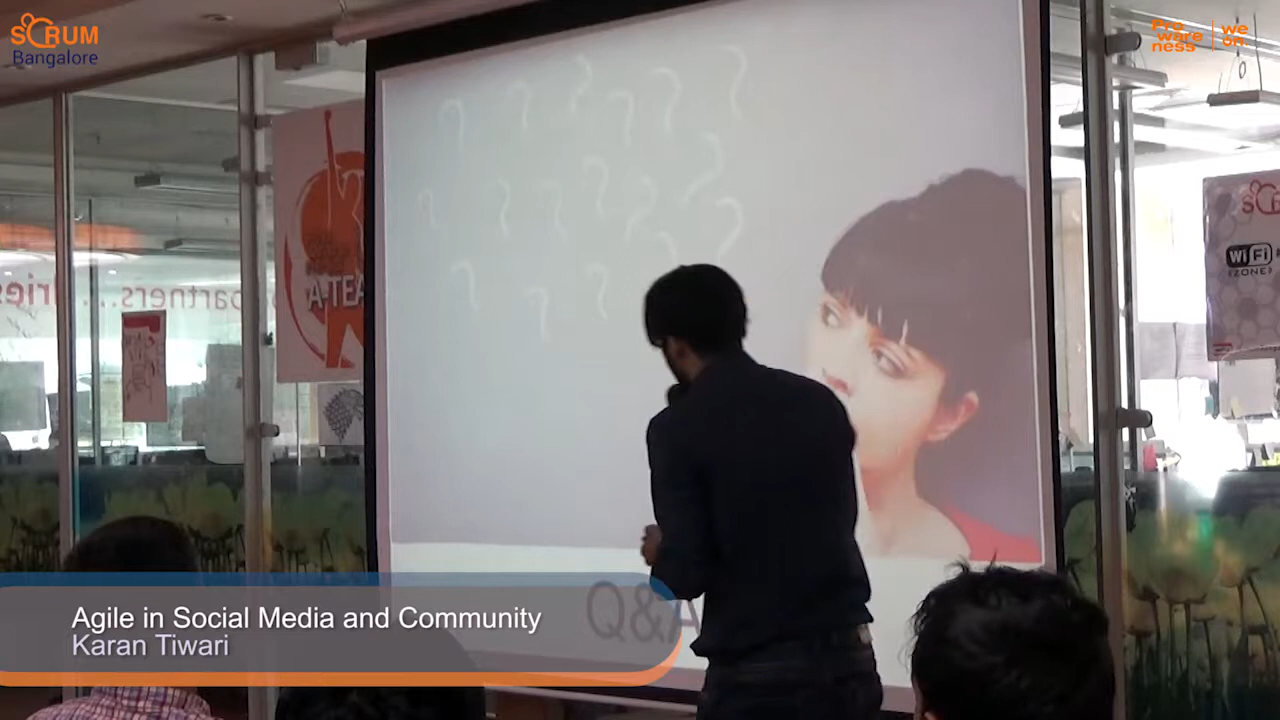 SCRUM
Bangalore
Pro
ware
ness
we
on.
A-TEA
partners...
WiFi
ZONE
Agile in Social Media and Community
Karan Tiwari
Q&A